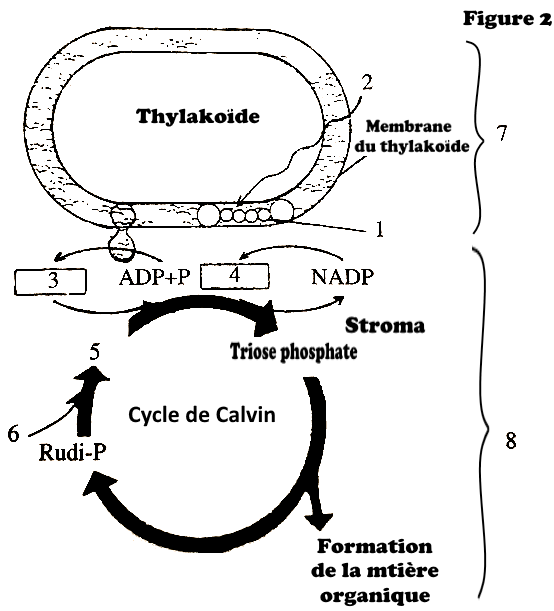 Figure 2
Thylakoïde
2
Membrane
du thylakoïde
7
1
3
ADP+P
4
NADP
Stroma
5
Triose phosphate
Cycle de Calvin
6
Rudi-P
8
Formation
de la mtière
organique